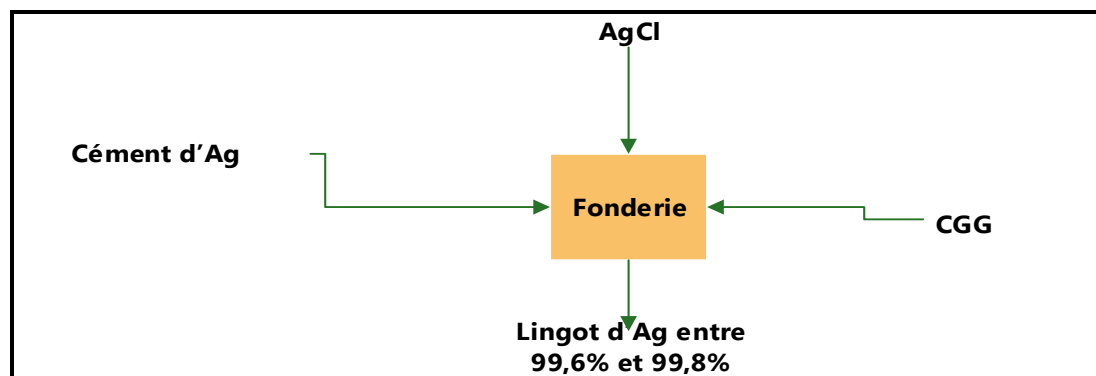 AgCl
Cément d’Ag
Fonderie
CGG
Lingot d’Ag entre
99,6% et 99,8%